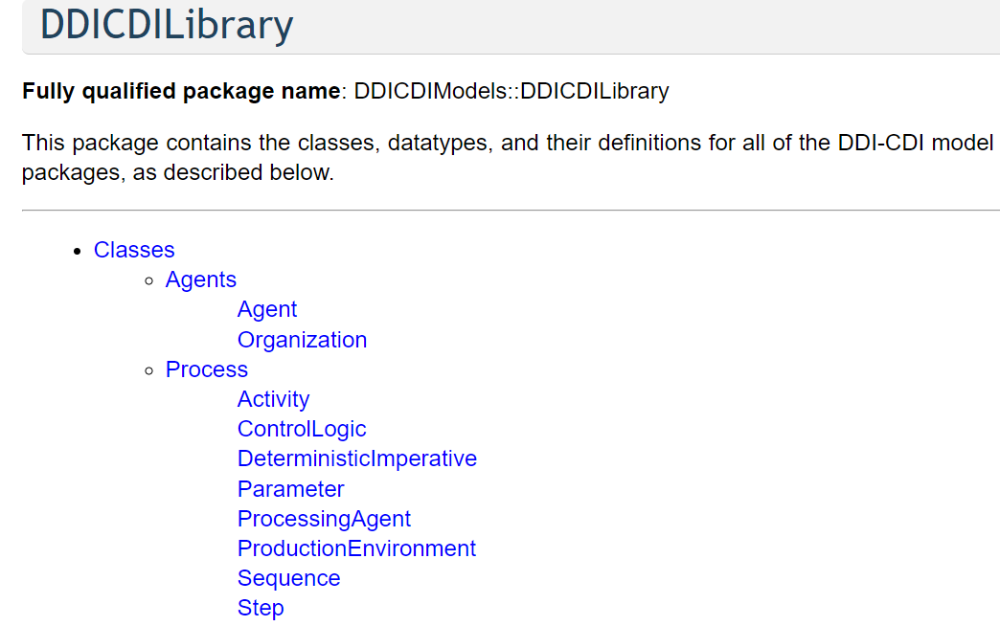 DDICDILibrary
Fully qualified package name: DDICDIModels::DDICDILibrary
This package contains the classes, datatypes, and their definitions for all of the DDI-CDI model
packages, as described below.
Classes
Agents
Agent
Organization
Process
Activity
ControlLogic
DeterministicImperative
Parameter
ProcessingAgent
ProductionEnvironment
Sequence
Step